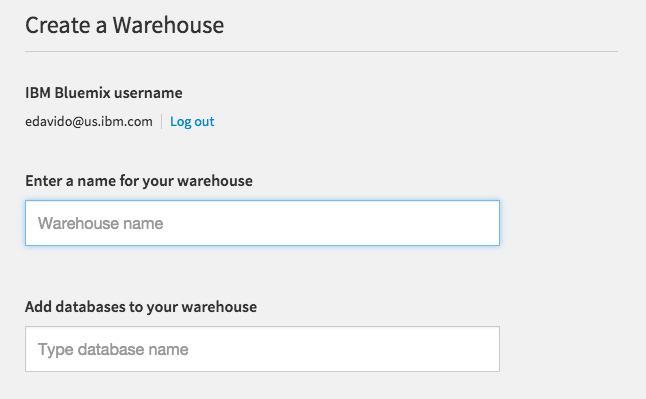 Create a Warehouse
IBM Bluemix username
edavido@us.ibm.com Log out
Enter a name for your warehouse
Warehouse name
Add databases to your warehouse
Type database name